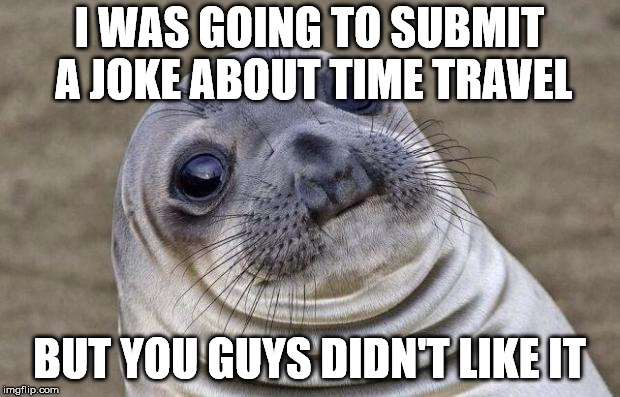 I WAS GOING TO SUBMIT
A JOKE ABOUT TIME TRAVEL
BUT YOU GUYS DIDN'T LIKE IT
imgflip.com